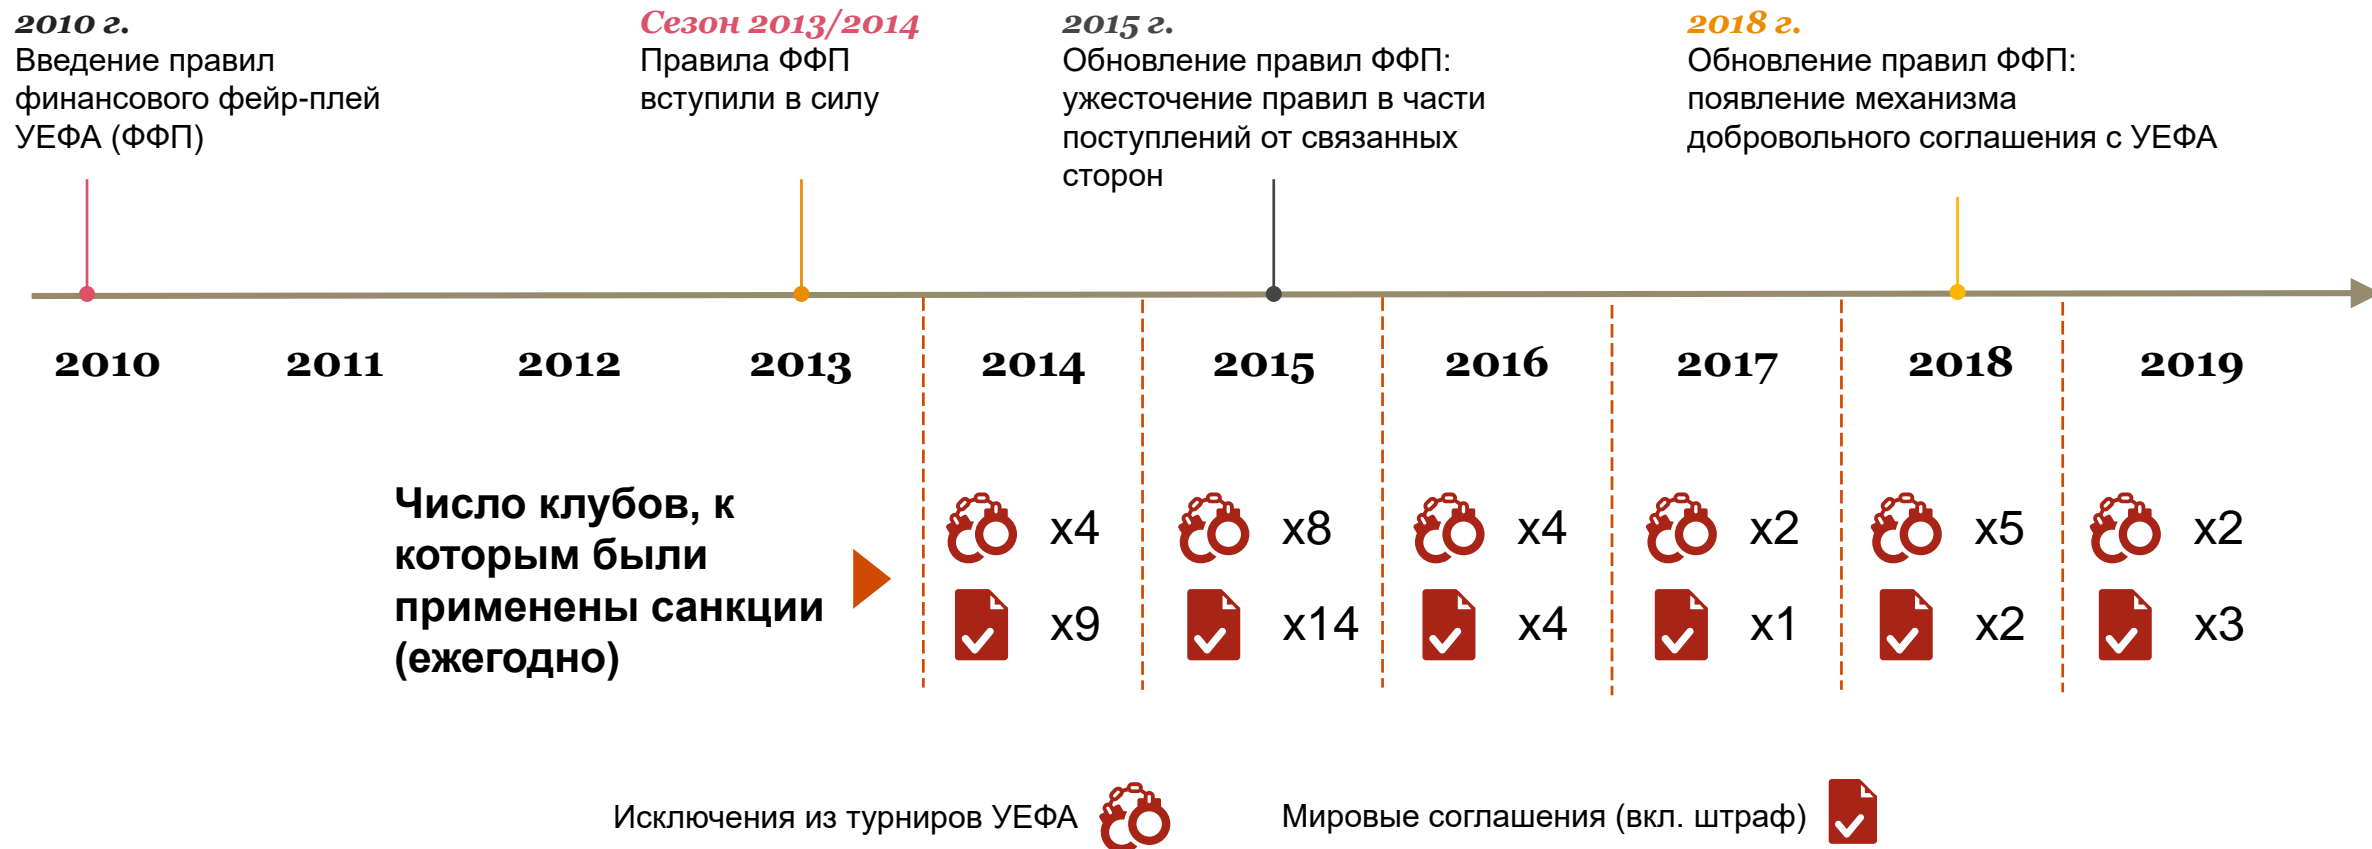 2010 г.
Введение правил
финансового фейр-плей
УЕФА (ФФП)
Сезон 2013/2014
Правила ФФП
вступили в силу
2015 г.
Обновление правил ФФП:
ужесточение правил в части
поступлений от связанных
сторон
2018 г.
Обновление правил ФФП:
появление механизма
добровольного соглашения с УЕФА
2010 2011 2012 2013 2014 2015 2016 2017 2018 2019
Число клубов, к
которым были
применены санкции
(ежегодно)
x4 x8 x4 x2 x5 x2
x9 x14 x4 x1 x2 x3
Исключения из турниров УЕФА
Мировые соглашения (вкл. штраф)